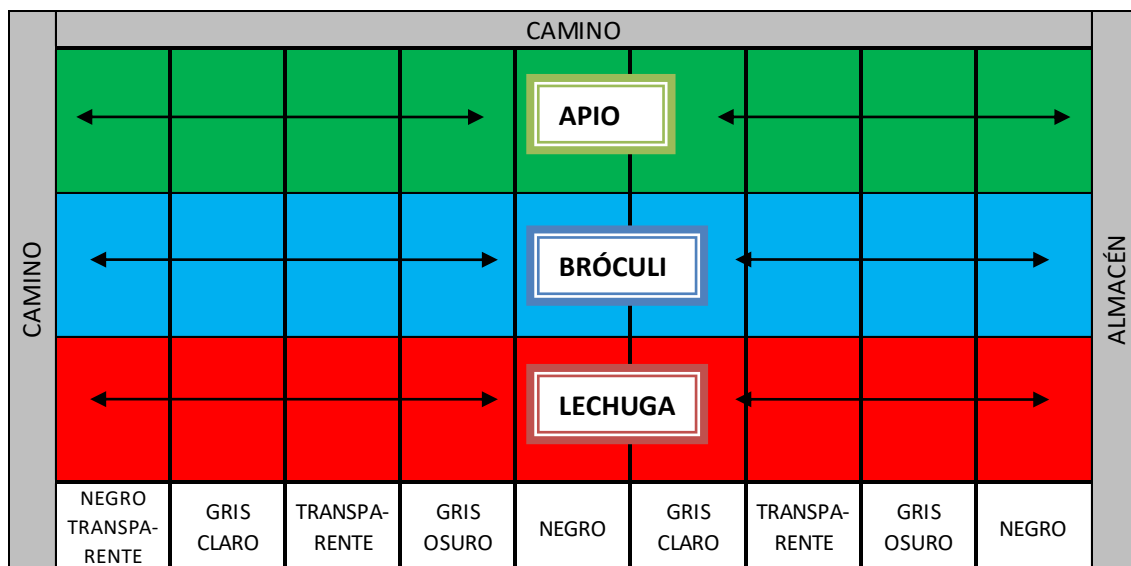 CAMINO
CAMINO
APIO
BRÓCULI
LECHUGA
ALMACÉN
NEGRO
TRANSPA-
RENTE
GRIS
CLARO
TRANSPA-
RENTE
GRIS
OSURO
NEGRO
GRIS
CLARO
TRANSPA-
RENTE
GRIS
OSURO
NEGRO